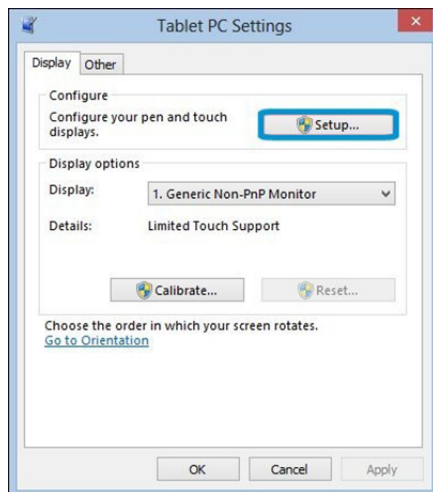 Tablet PC Settings
Display Other
Configure
Configure your pen and touch
displays.
Setup...
Display options
Display: 1. Generic Non-PnP Monitor
Details: Limited Touch Support
Calibrate... Reset...
Choose the order in which your screen rotates.
Go to Orientation
OK Cancel Apply